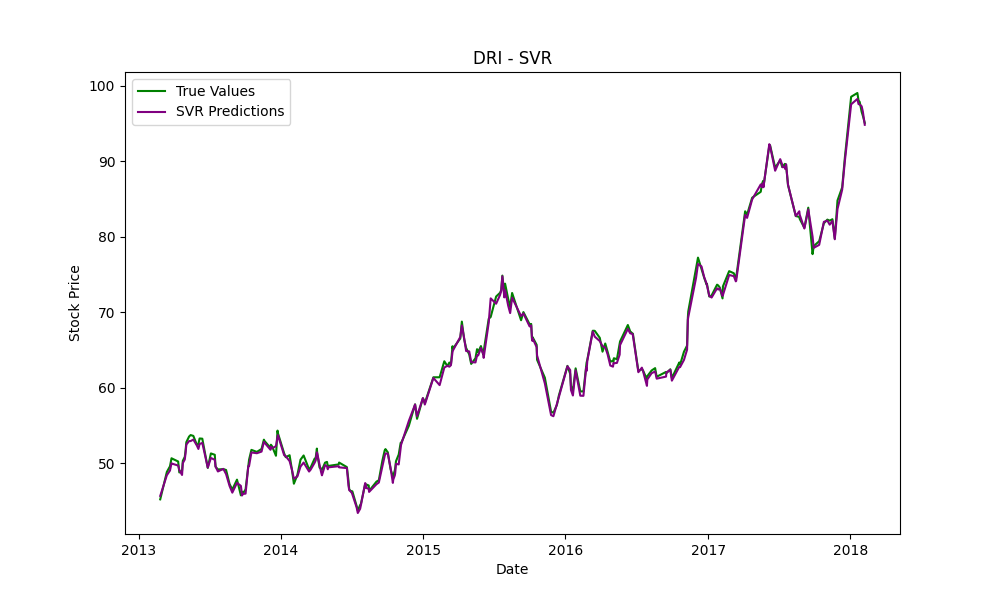 DRI - SVR
True Values
SVR Predictions
100
90
80
70
60
50
Stock Price
2013 2014 2015 2016 2017 2018
Date